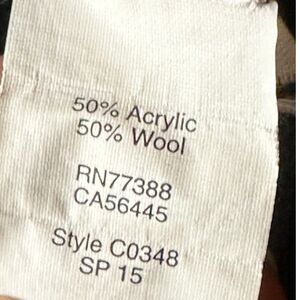 50% Acrylic
50% Wool
RN77388
CA56445
Style C0348
SP 15